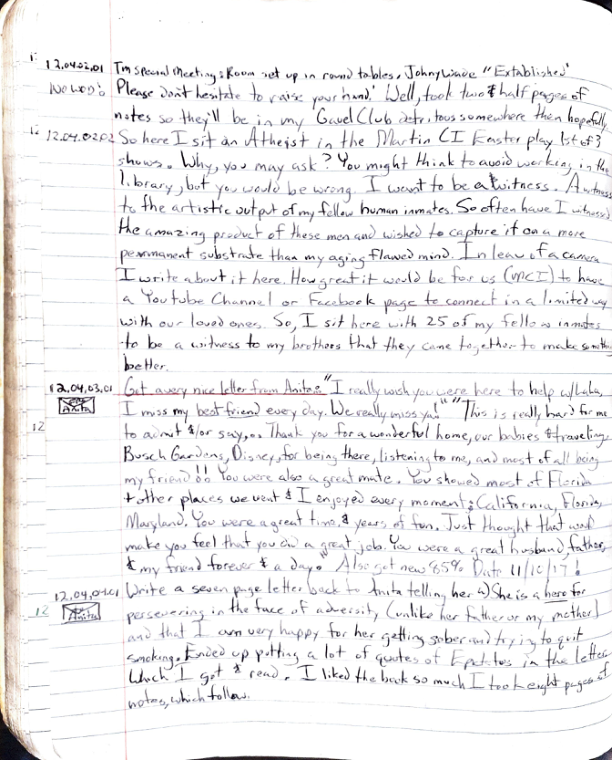 12.04.02.01 Tm special Meeting: Room set up in round tables. Johny Wade "Extablished"
No WOD's Please don't hesitate to raise your hand.' Well, took two & half pages of
notes so they'll be in my Gavel Club detritous somewhere then hopefully
12 12.04.02.02 So here I sit an Atheist in the Martin CI Easter play 1st of 3
shows. Why, you may ask? You might think to avoid working in the
library, but you would be wrong. I want to be a witness. A witness
to the artistic output of my fellow human inmates. So often have I witnessed
the amazing product of these men and wished to capture it on a more
permanent substrate than my aging flawed mind. In leau of a camera
I write about it here. How great it would be for us (MCI) to have
a YouTube Channel or Facebook page to connect in a limited way
with our loved ones. So, I sit here with 25 of my fellow inmates
to be a witness to my brothers that they came together to make something
better.
12.04.03.01 Got a very nice letter from Anita: "I really wish you were here to help w/Lala,
Anita I miss my best friend every day. We really miss ya!" "This is really hard for me
12 to admit &/or say,... Thank you for a wonderful home, our babies & traveling.
Busch Gardens, Disney, for being there, listening to me, and most of all being
my friend!! You were also a great mate. You showed most of Florida
& other places we went & I enjoyed every moment: California, Florida,
Maryland. You were a great time, & years of fun. Just thought that would
make you feel that you did a great job. You were a great husband, father,
& my friend forever & a day." Also got new 85% Date 11/10/17!
12.04.04.01 Write a seven page letter back to Anita telling her She is a hero for
12 Anita persevering in the face of adversity (unlike her father or my mother)
and that I am very happy for her getting sober and trying to quit
smoking. Ended up putting a lot of quotes of Epictitos in the letter
which I got & read. I liked the book so much I took eight pages of
notes, which follow.